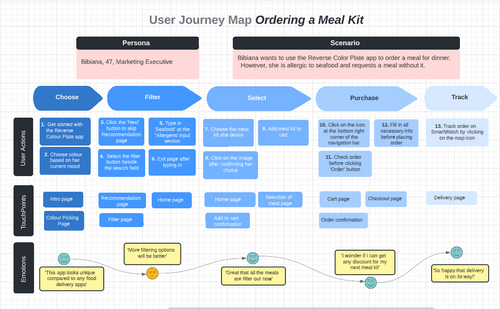 User Journey Map Ordering a Meal Kit
Persona
Bibiana, 47, Marketing Executive
Scenario
Bibiana wants to use the Reverse Color Plate app to order a meal for dinner.
However, she is allergic to seafood and requests a meal without it.
Choose
Filter
Select
Purchase
Track
User Actions
1. Get started with
the Reverse
Colour Plate app
2. Choose colour
based on her
current mood
3. Click the 'Next'
button to skip
Recommendation
page
4. Select the filter
button beside
the search field
5. Type in
'Seafood' at the
'Allergens' input
section
6. Exit page after
typing in
7. Choose the meal
kit she desire
8. Add meal kit to
cart
9. Click on the image
after confirming her
choice
10. Click on the icon
at the bottom right
corner of the
navigation bar
11. Check order
before clicking
'Order' button
12. Fill in all
necessary info
before placing
order
13. Track order on
SmartWatch by clicking
on the map icon
TouchPoints
Intro page
Colour Picking
Page
Recommendation
page
Filter page
Home page
Home page
Add to cart
confirmation
Selection of
meal page
Cart page
Order confirmation
Checkout page
Delivery page
Emotions
"This app looks unique
compared to any food
delivery apps'
'More filtering options
will be better'
'Great that all the meals
are filter out now'
'I wonder if i can get
any discount for my
next meal kit'
'So happy that delivery
is on its way!'